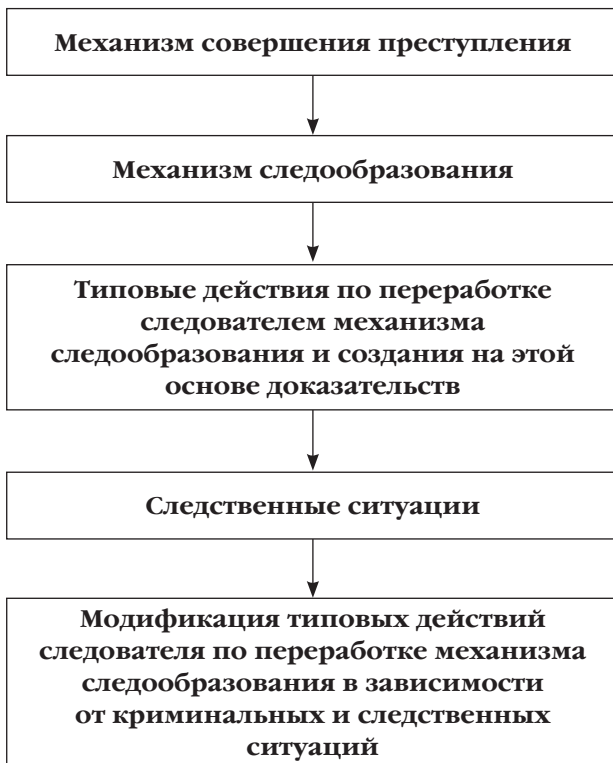 Механизм совершения преступления
Механизм следообразования
Типовые действия по переработке
следователем механизма
следообразования и создания на этой
основе доказательств
Следственные ситуации
Модификация типовых действий
следователя по переработке механизма
следообразования в зависимости
от криминальных и следственных
ситуаций